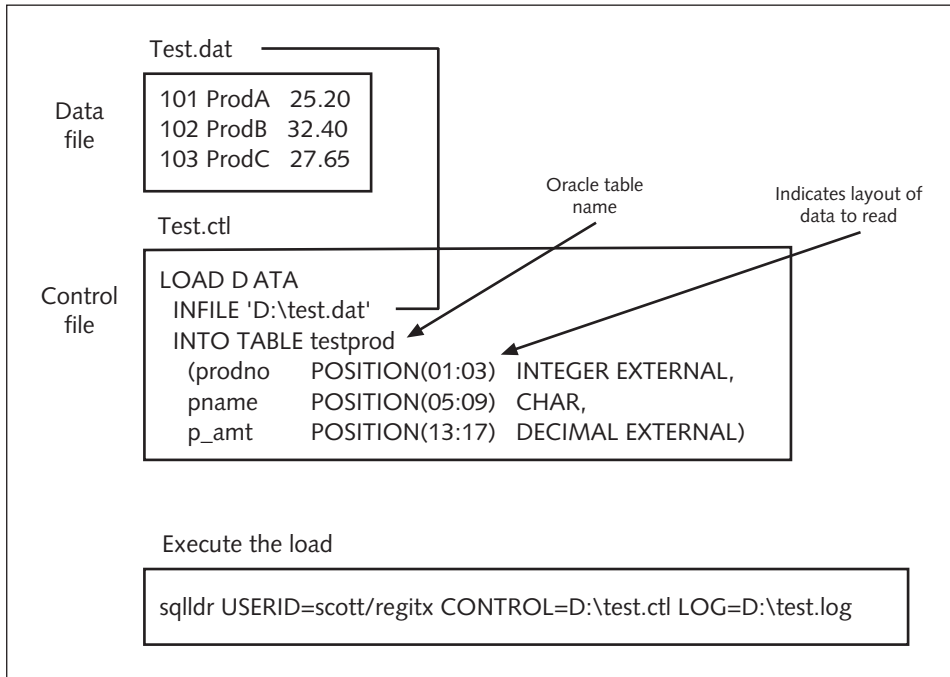 Test.dat
Data
file
101 ProdA 25.20
102 ProdB 32.40
103 ProdC 27.65
Oracle table
name
Indicates layout of
data to read
Test.ctl
Control
file
LOAD D ATA
INFILE 'D:\test.dat'
INTO TABLE testprod
(prodno POSITION(01:03) INTEGER EXTERNAL,
pname POSITION(05:09) CHAR,
p_amt POSITION(13:17) DECIMAL EXTERNAL)
Execute the load
sqlldr USERID=scott/regitx CONTROL=D:\test.ctl LOG=D:\test.log